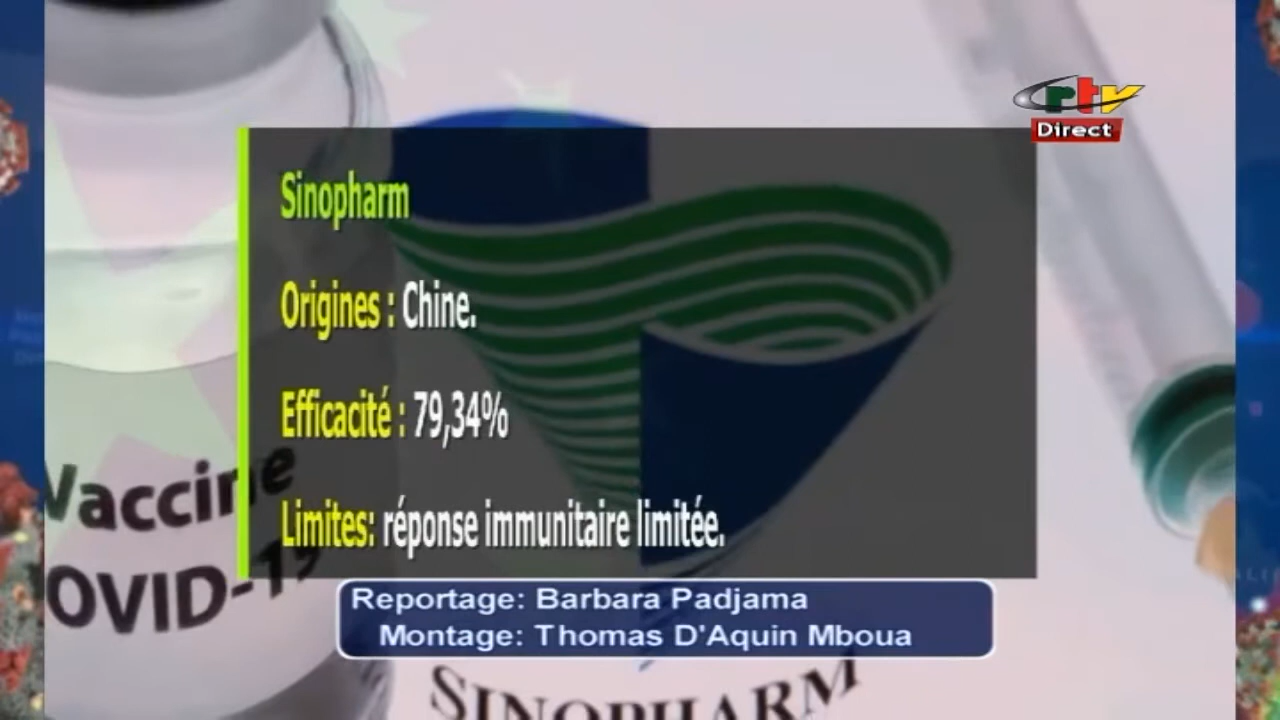 crtv
Direct
Sinopharm
Origines : Chine.
Efficacité : 79,34%
Limites: réponse immunitaire limitée.
Vaccine
OVID-19
Reportage: Barbara Padjama
Montage: Thomas D'Aquin Mboua
SINOPHARM